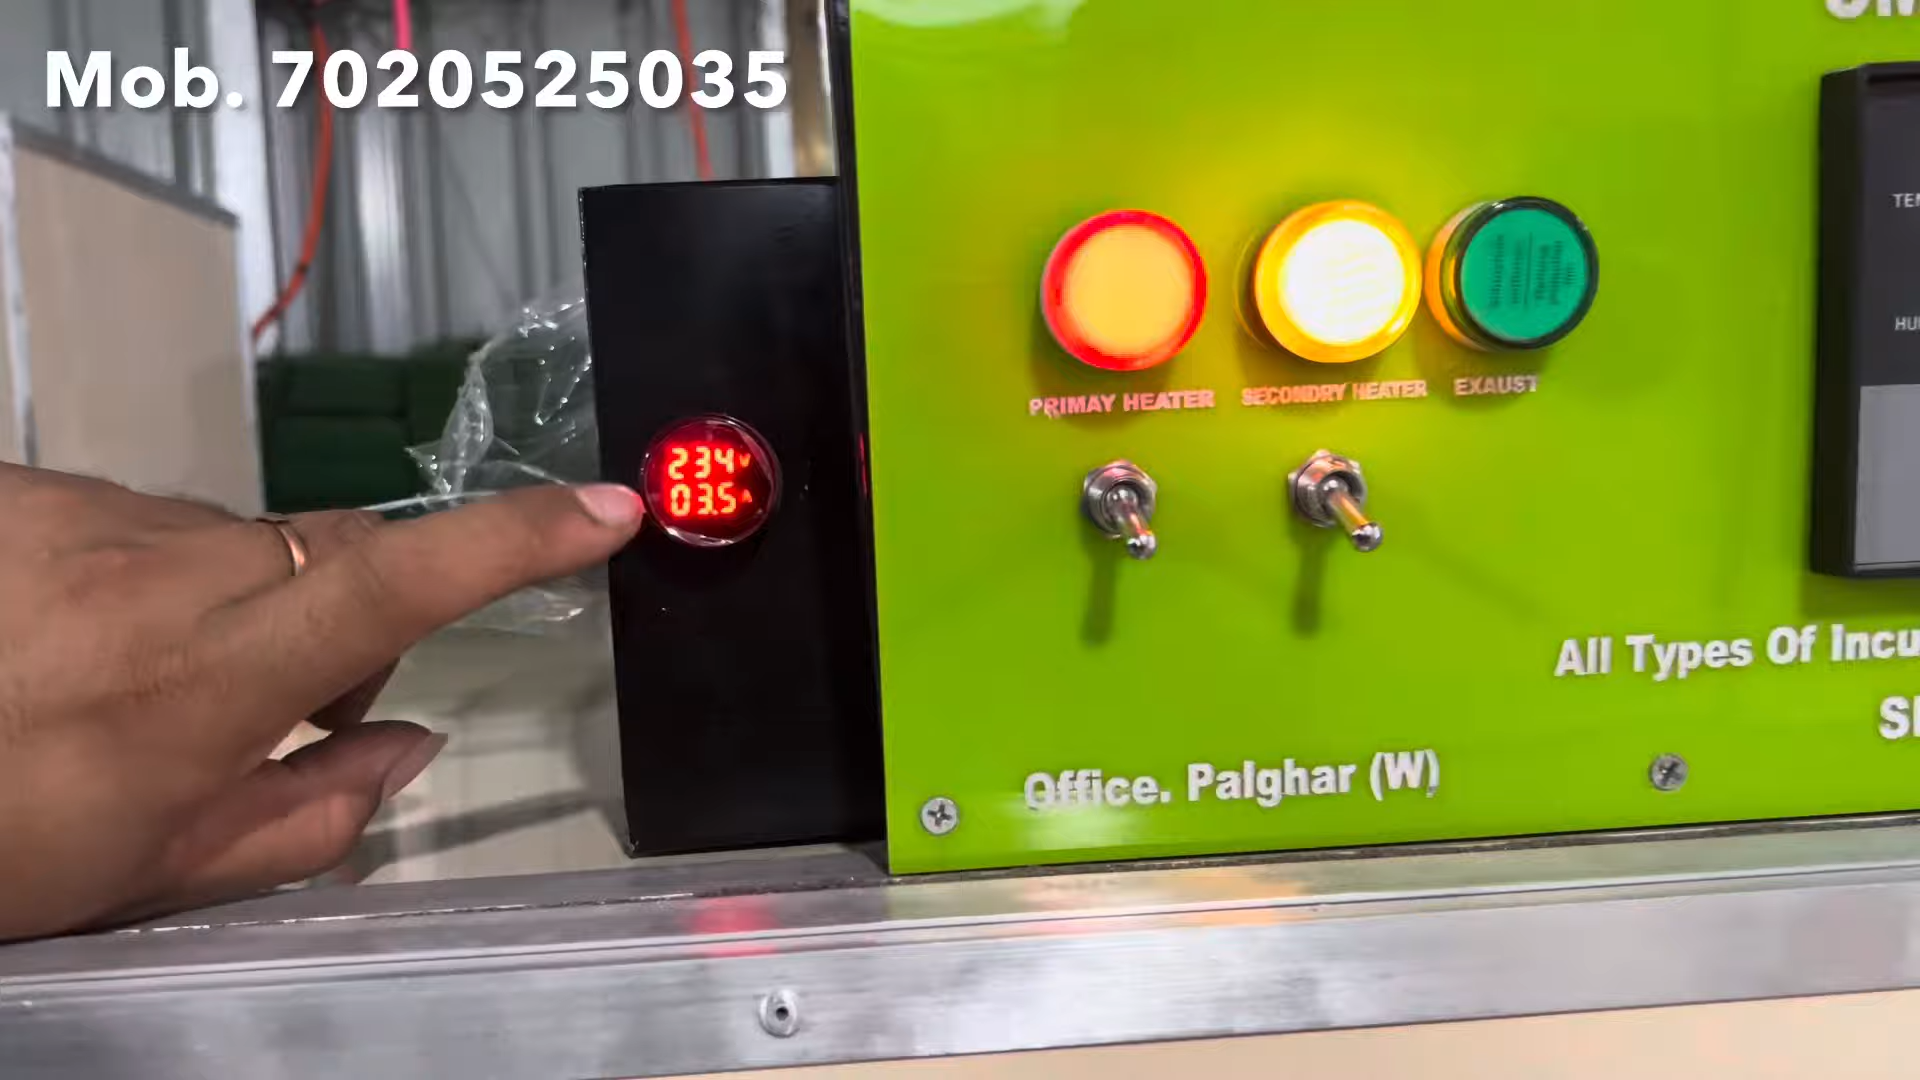 Mob. 7020525035
234V
03.5A
PRIMAY HEATER
SECONDRY HEATER
EXAUST
All Types Of Incu
Office. Palghar (W)